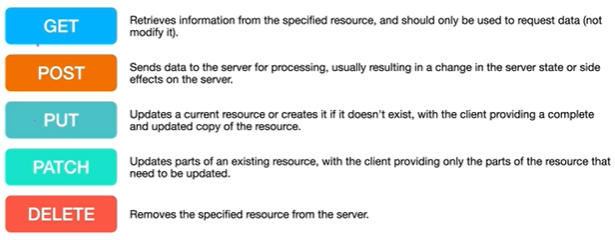 GET
Retrieves information from the specified resource, and should only be used to request data (not
modify it).
POST
Sends data to the server for processing, usually resulting in a change in the server state or side
effects on the server.
PUT
Updates a current resource or creates it if it doesn't exist, with the client providing a complete
and updated copy of the resource.
PATCH
Updates parts of an existing resource, with the client providing only the parts of the resource that
need to be updated.
DELETE
Removes the specified resource from the server.